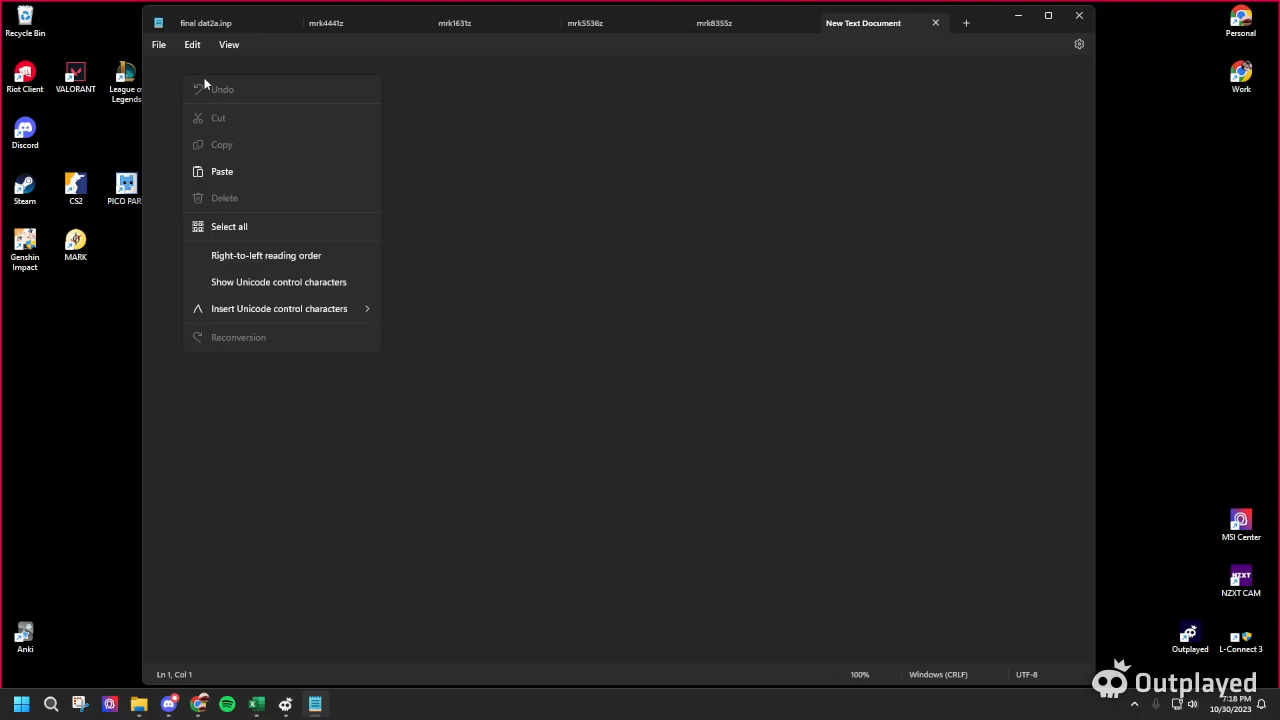 Recycle Bin
Riot Client
VALORANT
League of
Legends
Discord
Steam
CS2
PICO PAR
Genshin
Impact
MARK
Anki
final dat2a.inp
mrk4441z
mrk1631z
mrk5536z
mrk8355z
New Text Document
File
Edit
View
Undo
Cut
Copy
Paste
Delete
Select all
Right-to-left reading order
Show Unicode control characters
Insert Unicode control characters
Reconversion
Ln 1, Col 1
100%
Windows (CRLF)
UTF-8
Personal
Work
MSI Center
NZXT
NZXT CAM
Outplayed
L-Connect 3
Outplayed
7:18 PM
10/30/2023